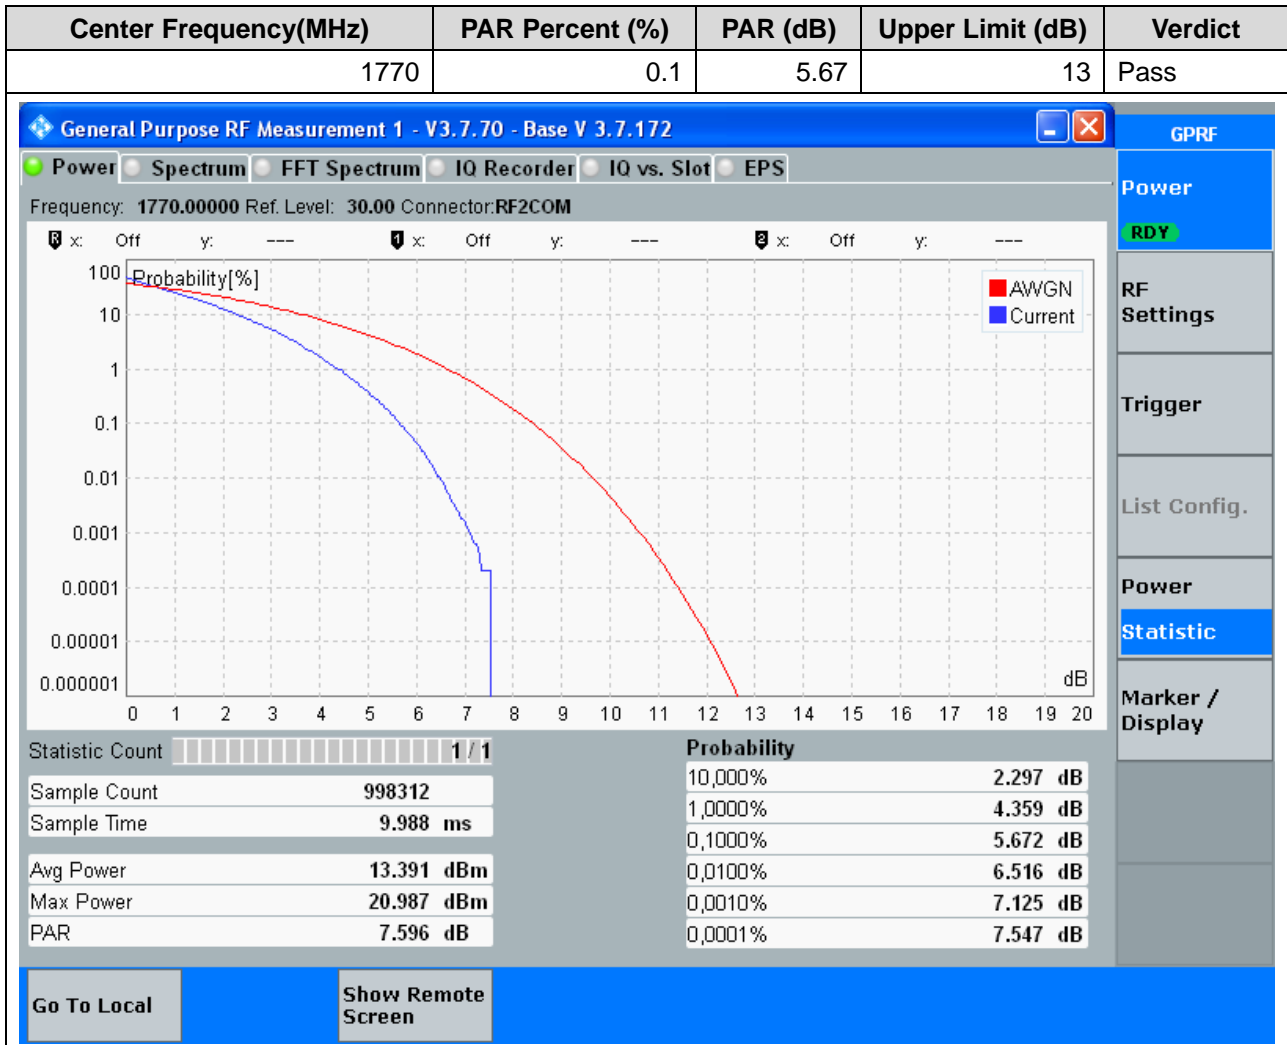 Center Frequency(MHz) PAR Percent (%) PAR (dB) Upper Limit (dB) Verdict
1770 0.1 5.67 13 Pass
General Purpose RF Measurement 1 - V3.7.70 - Base V 3.7.172
GPRF
Power Spectrum FFT Spectrum IQ Recorder IQ vs. Slot EPS
Frequency: 1770.00000 Ref. Level: 30.00 Connector:RF2COM
R x: Off y: --- 1 x: Off y: --- 2 x: Off y: ---
Probability[%]
AWGN
Current
100
10
1
0.1
0.01
0.001
0.0001
0.00001
0.000001
dB
0 1 2 3 4 5 6 7 8 9 10 11 12 13 14 15 16 17 18 19 20
Statistic Count 1 / 1
Sample Count 998312
Sample Time 9.988 ms
Avg Power 13.391 dBm
Max Power 20.987 dBm
PAR 7.596 dB
Probability
10,000% 2.297 dB
1,0000% 4.359 dB
0,1000% 5.672 dB
0,0100% 6.516 dB
0,0010% 7.125 dB
0,0001% 7.547 dB
Power
RDY
RF
Settings
Trigger
List Config.
Power
Statistic
Marker /
Display
Go To Local
Show Remote
Screen